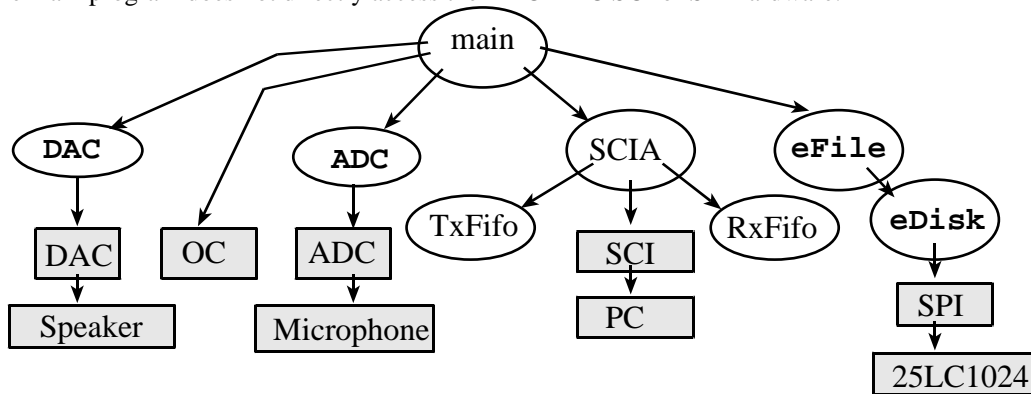 main
DAC
ADC
SCIA
eFile
TxFifo
RxFifo
eDisk
DAC
OC
ADC
SCI
SPI
Speaker
Microphone
PC
25LC1024